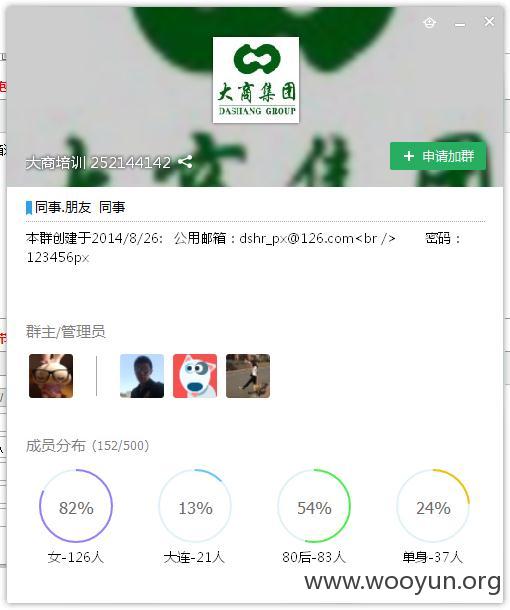 大商集团
DASHANG GROUP
大商培训 252144142
+ 申请加群
同事.朋友 同事
本群创建于2014/8/26: 公用邮箱：dshr_px@126.com<br /> 密码：
123456px
群主/管理员
成员分布 (152/500)
82% 13% 54% 24%
女-126人 大连-21人 80后-83人 单身-37人
www.wooyun.org